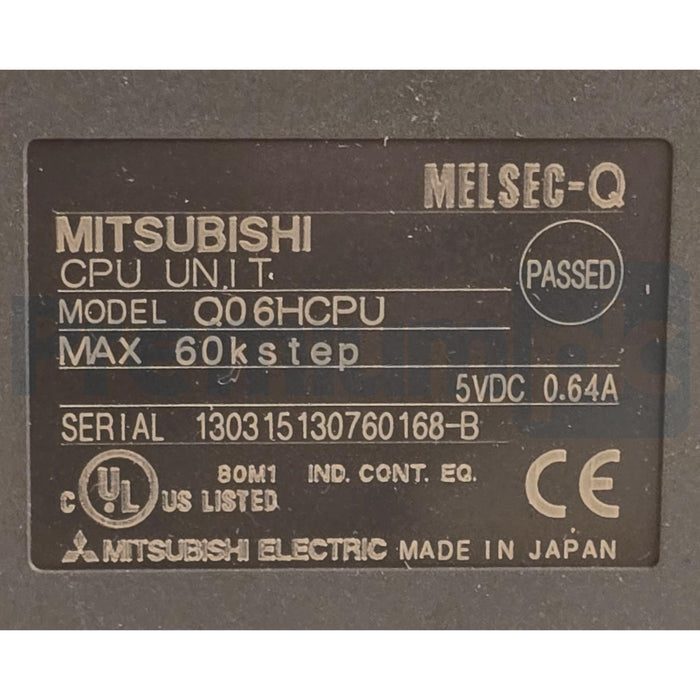 MELSEC-Q
MITSUBISHI
CPU UNIT
PASSED
MODEL Q06HCPU
MAX 60kstep
5VDC 0.64A
SERIAL 130315130760168-B
80M1 IND. CONT. EQ.
C UL US LISTED
CE
MITSUBISHI ELECTRIC MADE IN JAPAN